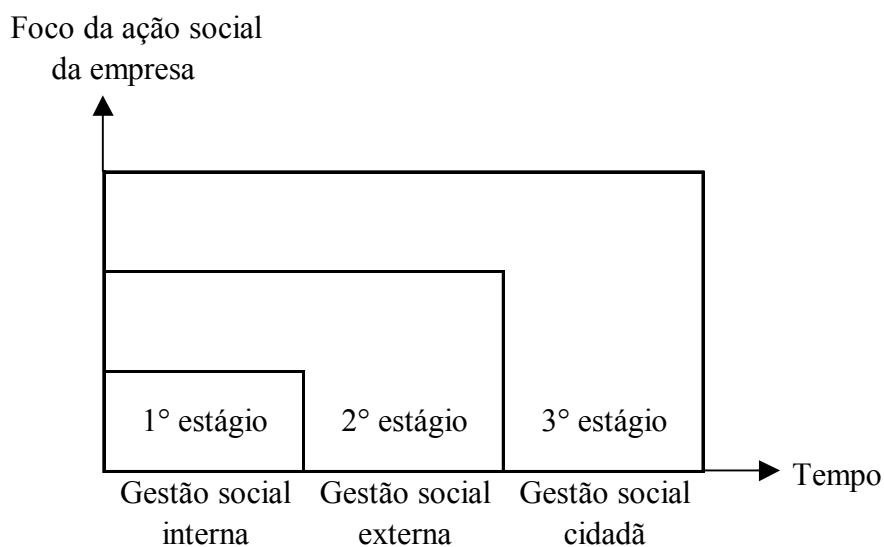 Foco da ação social
da empresa
1° estágio
2° estágio
3° estágio
Tempo
Gestão social
interna
Gestão social
externa
Gestão social
cidadã